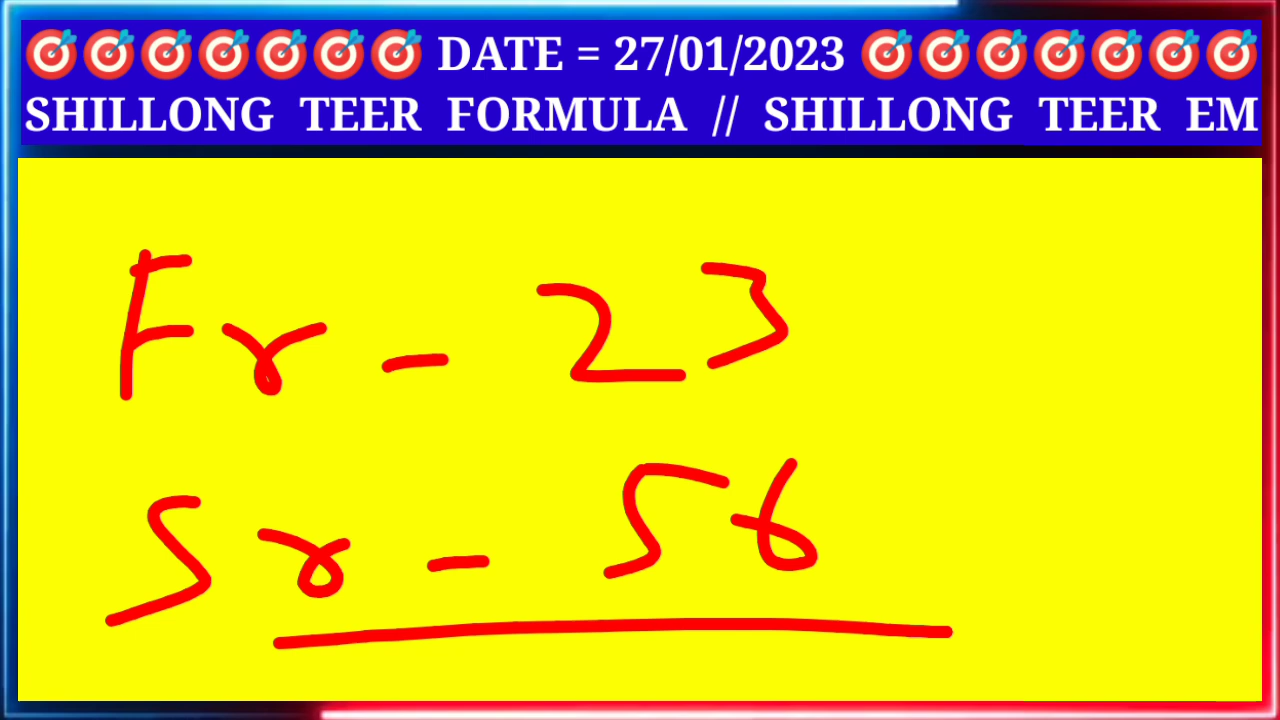 🎯🎯🎯🎯🎯🎯🎯 DATE = 27/01/2023 🎯🎯🎯🎯🎯🎯🎯
SHILLONG TEER FORMULA // SHILLONG TEER EM
Fr - 23
Sr - 56